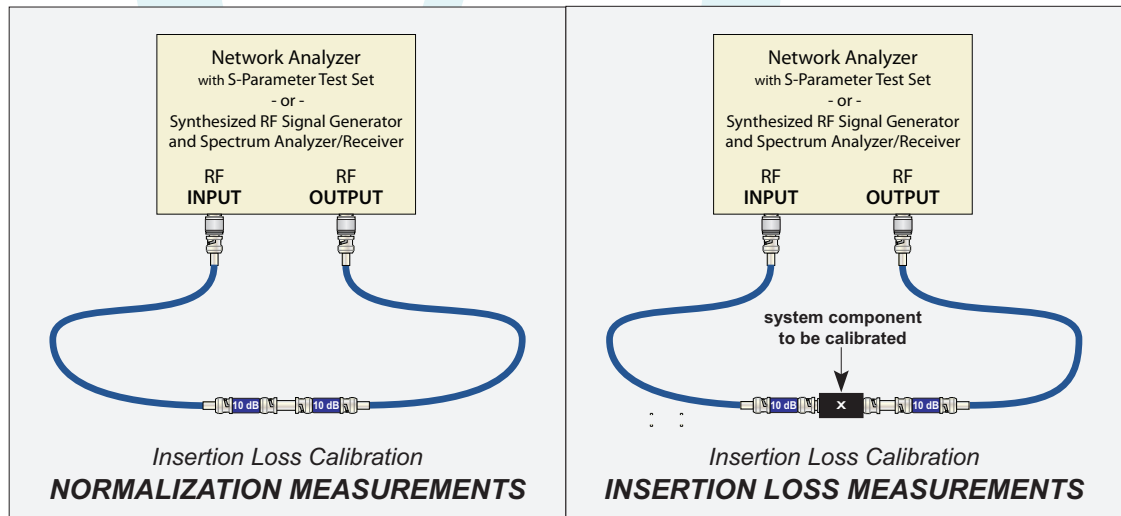 Network Analyzer
with S-Parameter Test Set
- or -
Synthesized RF Signal Generator
and Spectrum Analyzer/Receiver
RF
INPUT
RF
OUTPUT
10 dB
10 dB
Insertion Loss Calibration
NORMALIZATION MEASUREMENTS
Network Analyzer
with S-Parameter Test Set
- or -
Synthesized RF Signal Generator
and Spectrum Analyzer/Receiver
RF
INPUT
RF
OUTPUT
system component
to be calibrated
10 dB
x
10 dB
Insertion Loss Calibration
INSERTION LOSS MEASUREMENTS